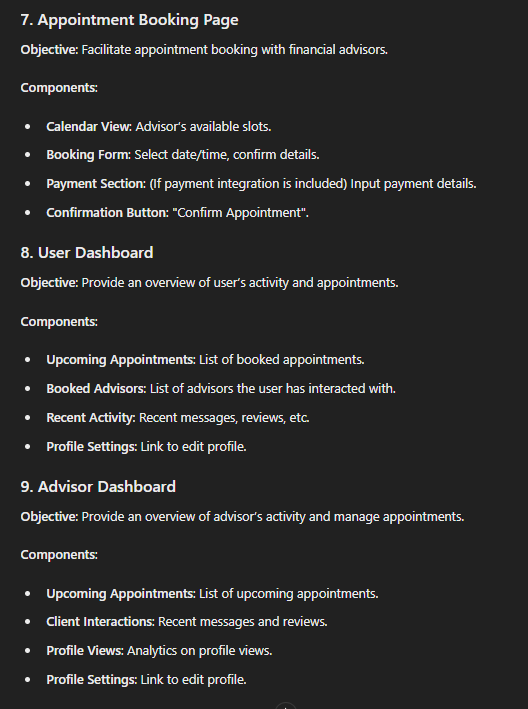 7. Appointment Booking Page
Objective: Facilitate appointment booking with financial advisors.
Components:
• Calendar View: Advisor's available slots.
• Booking Form: Select date/time, confirm details.
• Payment Section: (If payment integration is included) Input payment details.
• Confirmation Button: "Confirm Appointment".
8. User Dashboard
Objective: Provide an overview of user's activity and appointments.
Components:
• Upcoming Appointments: List of booked appointments.
• Booked Advisors: List of advisors the user has interacted with.
• Recent Activity: Recent messages, reviews, etc.
• Profile Settings: Link to edit profile.
9. Advisor Dashboard
Objective: Provide an overview of advisor's activity and manage appointments.
Components:
• Upcoming Appointments: List of upcoming appointments.
• Client Interactions: Recent messages and reviews.
• Profile Views: Analytics on profile views.
• Profile Settings: Link to edit profile.